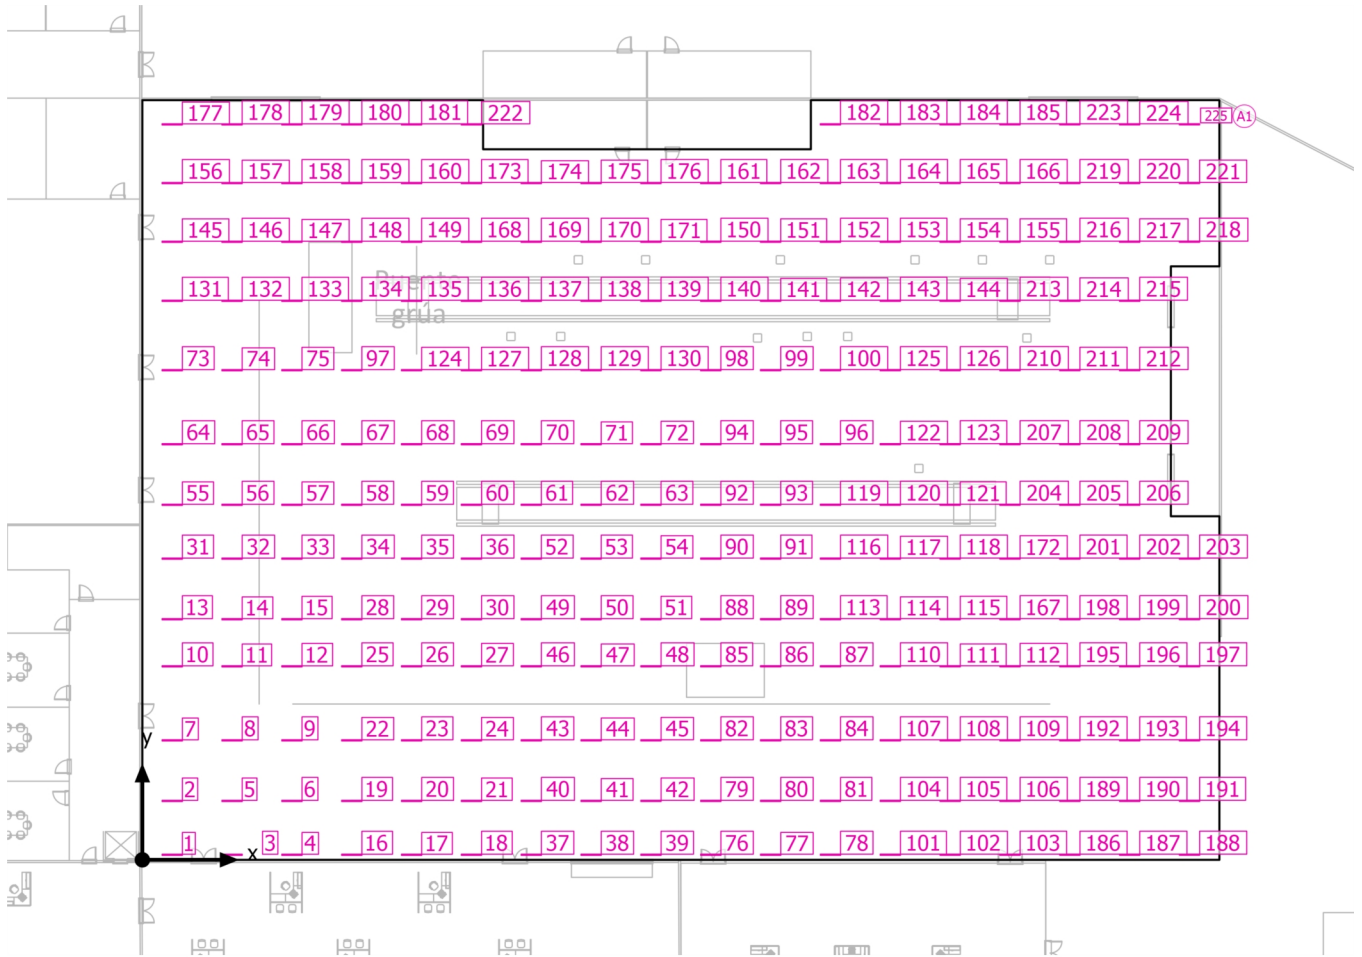 177 178 179 180 181 222 182 183 184 185 223 224 225 A1
156 157 158 159 160 173 174 175 176 161 162 163 164 165 166 219 220 221
145 146 147 148 149 168 169 170 171 150 151 152 153 154 155 216 217 218
Puente
131 132 133 134 135 136 137 138 139 140 141 142 143 144 213 214 215
grúa
73 74 75 97 124 127 128 129 130 98 99 100 125 126 210 211 212
64 65 66 67 68 69 70 71 72 94 95 96 122 123 207 208 209
55 56 57 58 59 60 61 62 63 92 93 119 120 121 204 205 206
31 32 33 34 35 36 52 53 54 90 91 116 117 118 172 201 202 203
13 14 15 28 29 30 49 50 51 88 89 113 114 115 167 198 199 200
10 11 12 25 26 27 46 47 48 85 86 87 110 111 112 195 196 197
7 8 9 22 23 24 43 44 45 82 83 84 107 108 109 192 193 194
y
2 5 6 19 20 21 40 41 42 79 80 81 104 105 106 189 190 191
1 3 4 16 17 18 37 38 39 76 77 78 101 102 103 186 187 188
x